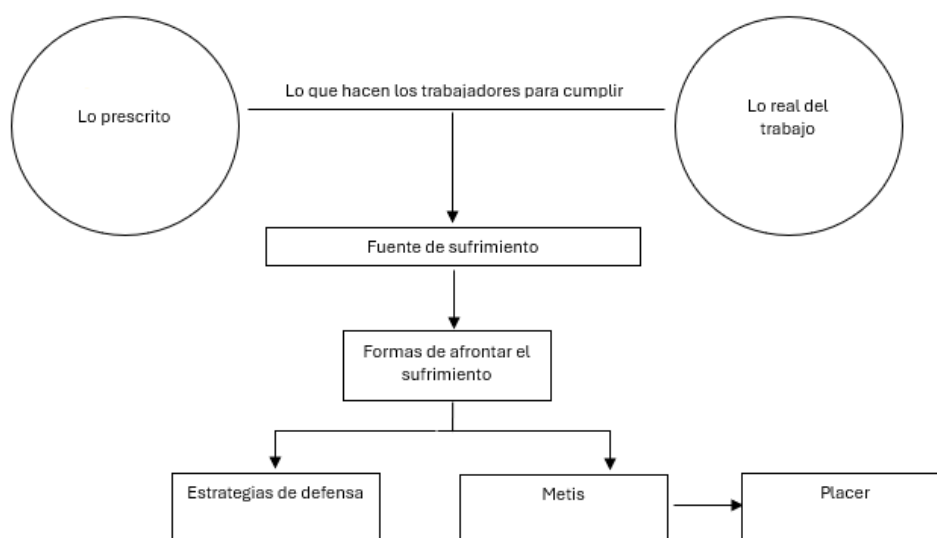 Lo que hacen los trabajadores para cumplir
Lo prescrito
Lo real del
trabajo
Fuente de sufrimiento
Formas de afrontar el
sufrimiento
Estrategias de defensa
Metis
Placer